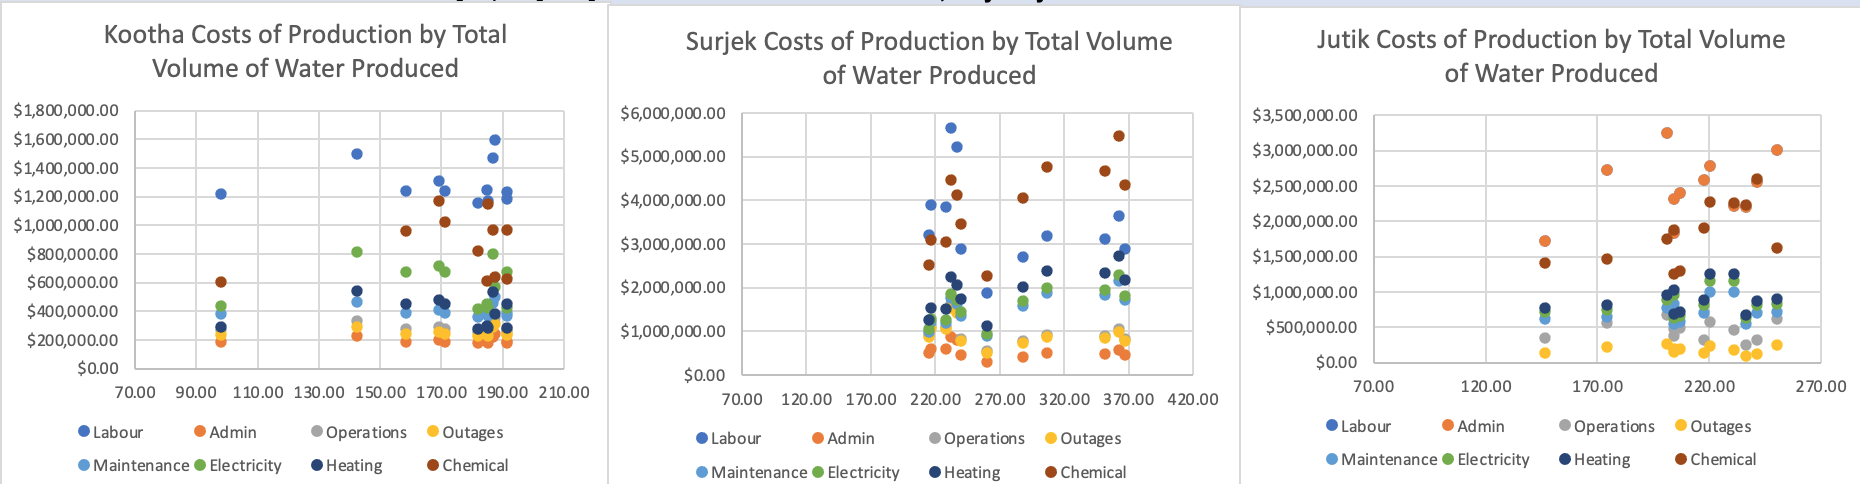 Kootha Costs of Production by Total
Volume of Water Produced
$1,800,000.00
$1,600,000.00
$1,400,000.00
$1,200,000.00
$1,000,000.00
$800,000.00
$600,000.00
$400,000.00
$200,000.00
$0.00
70.00 90.00 110.00 130.00 150.00 170.00 190.00 210.00
Labour Admin Operations Outages
Maintenance Electricity Heating Chemical
Surjek Costs of Production by Total Volume
of Water Produced
$6,000,000.00
$5,000,000.00
$4,000,000.00
$3,000,000.00
$2,000,000.00
$1,000,000.00
$0.00
70.00 120.00 170.00 220.00 270.00 320.00 370.00 420.00
Labour Admin Operations Outages
Maintenance Electricity Heating Chemical
Jutik Costs of Production by Total Volume
of Water Produced
$3,500,000.00
$3,000,000.00
$2,500,000.00
$2,000,000.00
$1,500,000.00
$1,000,000.00
$500,000.00
$0.00
70.00 120.00 170.00 220.00 270.00
Labour Admin Operations Outages
Maintenance Electricity Heating Chemical